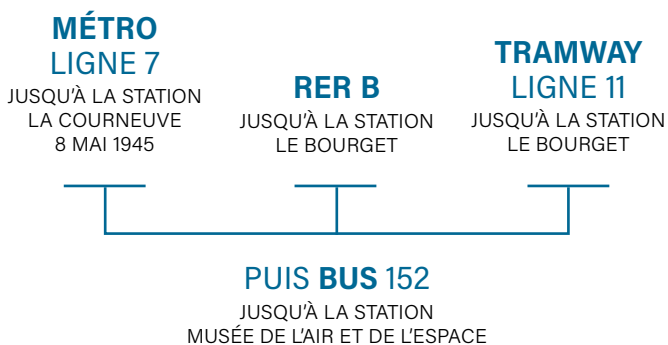 MÉTRO
LIGNE 7
JUSQU'À LA STATION
LA COURNEUVE
8 MAI 1945
RER B
JUSQU'À LA STATION
LE BOURGET
TRAMWAY
LIGNE 11
JUSQU'À LA STATION
LE BOURGET
PUIS BUS 152
JUSQU'À LA STATION
MUSÉE DE L'AIR ET DE L'ESPACE